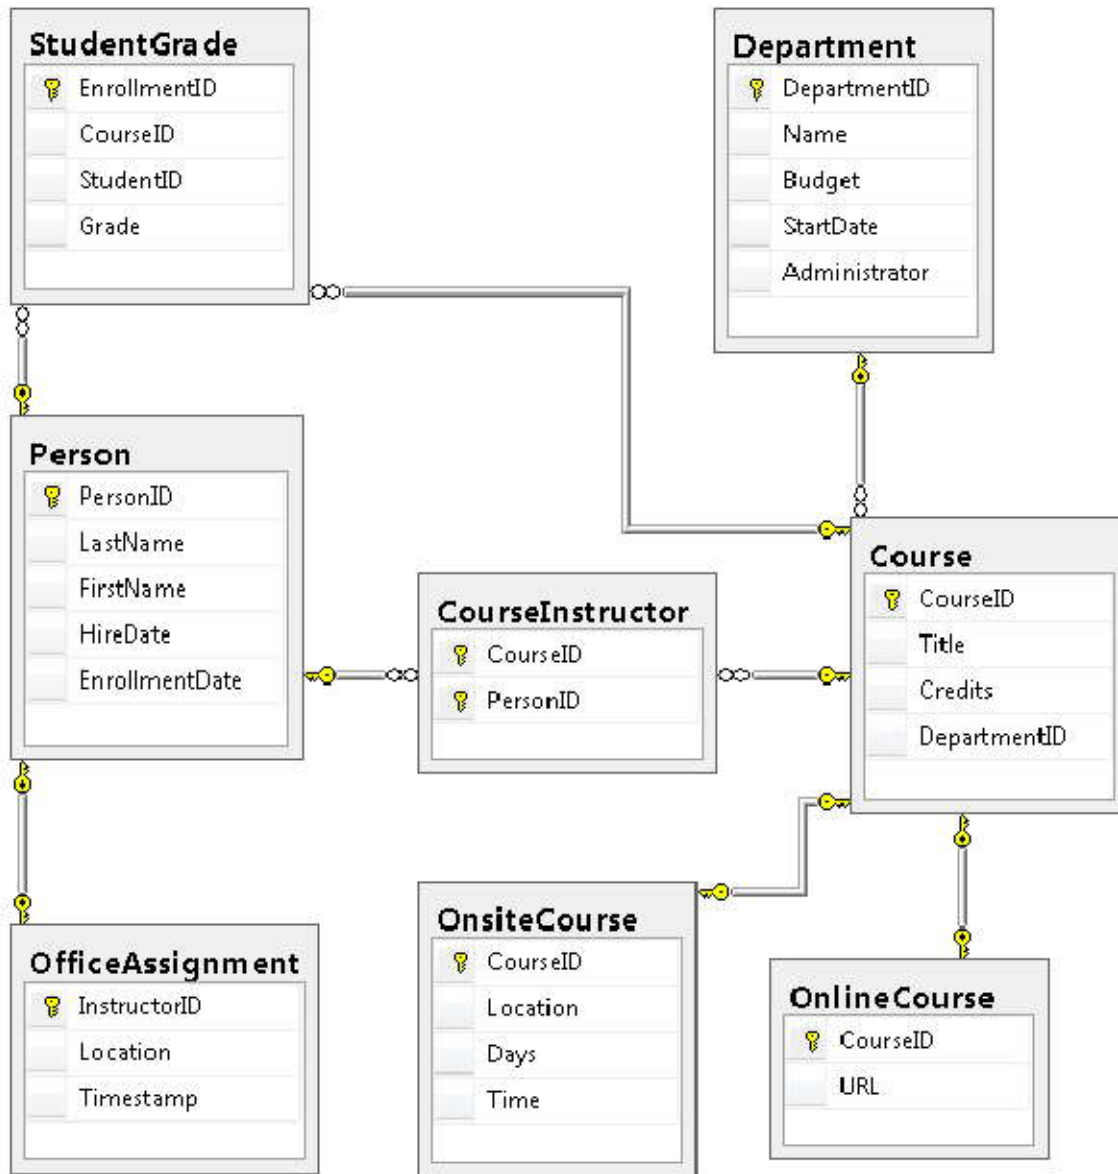 StudentGrade
EnrollmentID
CourseID
StudentID
Grade
Department
DepartmentID
Name
Budget
StartDate
Administrator
Person
PersonID
LastName
FirstName
HireDate
EnrollmentDate
CourseInstructor
CourseID
PersonID
Course
CourseID
Title
Credits
DepartmentID
OfficeAssignment
InstructorID
Location
Timestamp
OnsiteCourse
CourseID
Location
Days
Time
OnlineCourse
CourseID
URL